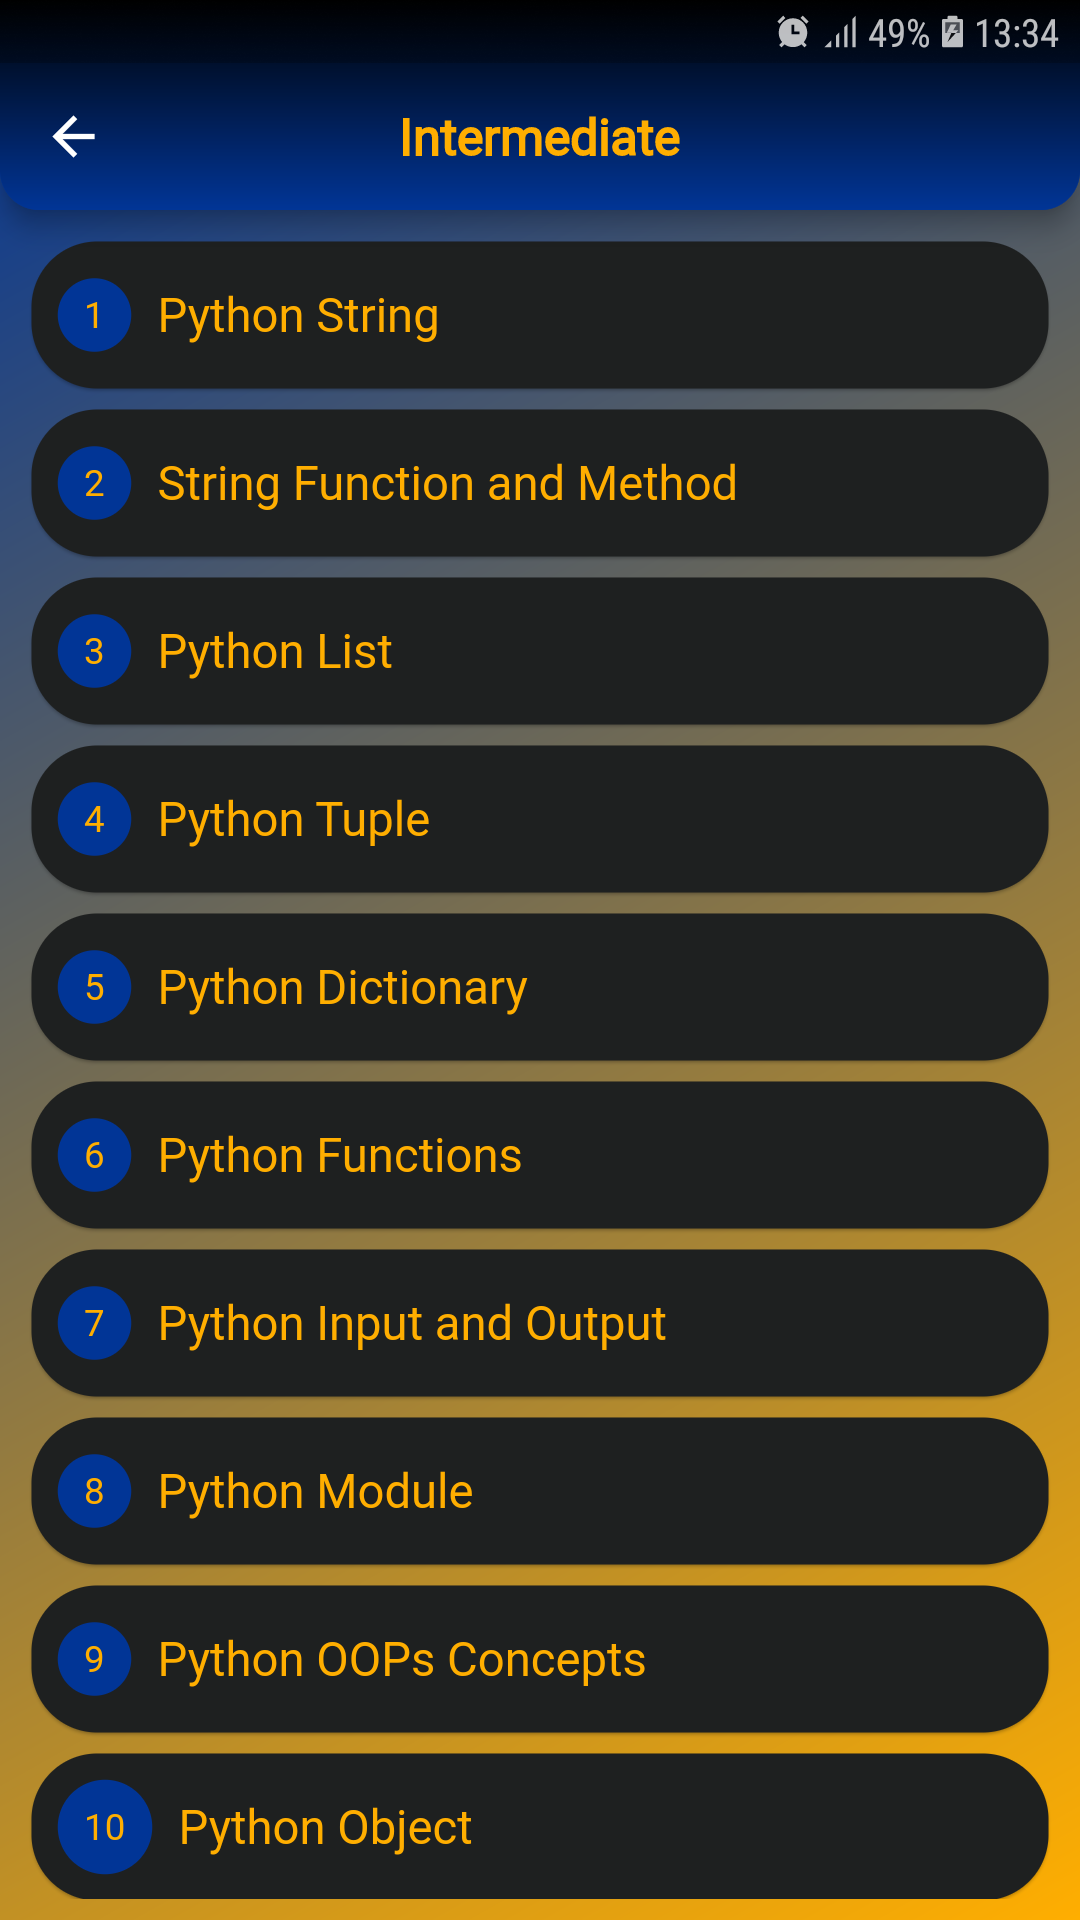 49% 13:34
Intermediate
1 Python String
2 String Function and Method
3 Python List
4 Python Tuple
5 Python Dictionary
6 Python Functions
7 Python Input and Output
8 Python Module
9 Python OOPs Concepts
10 Python Object